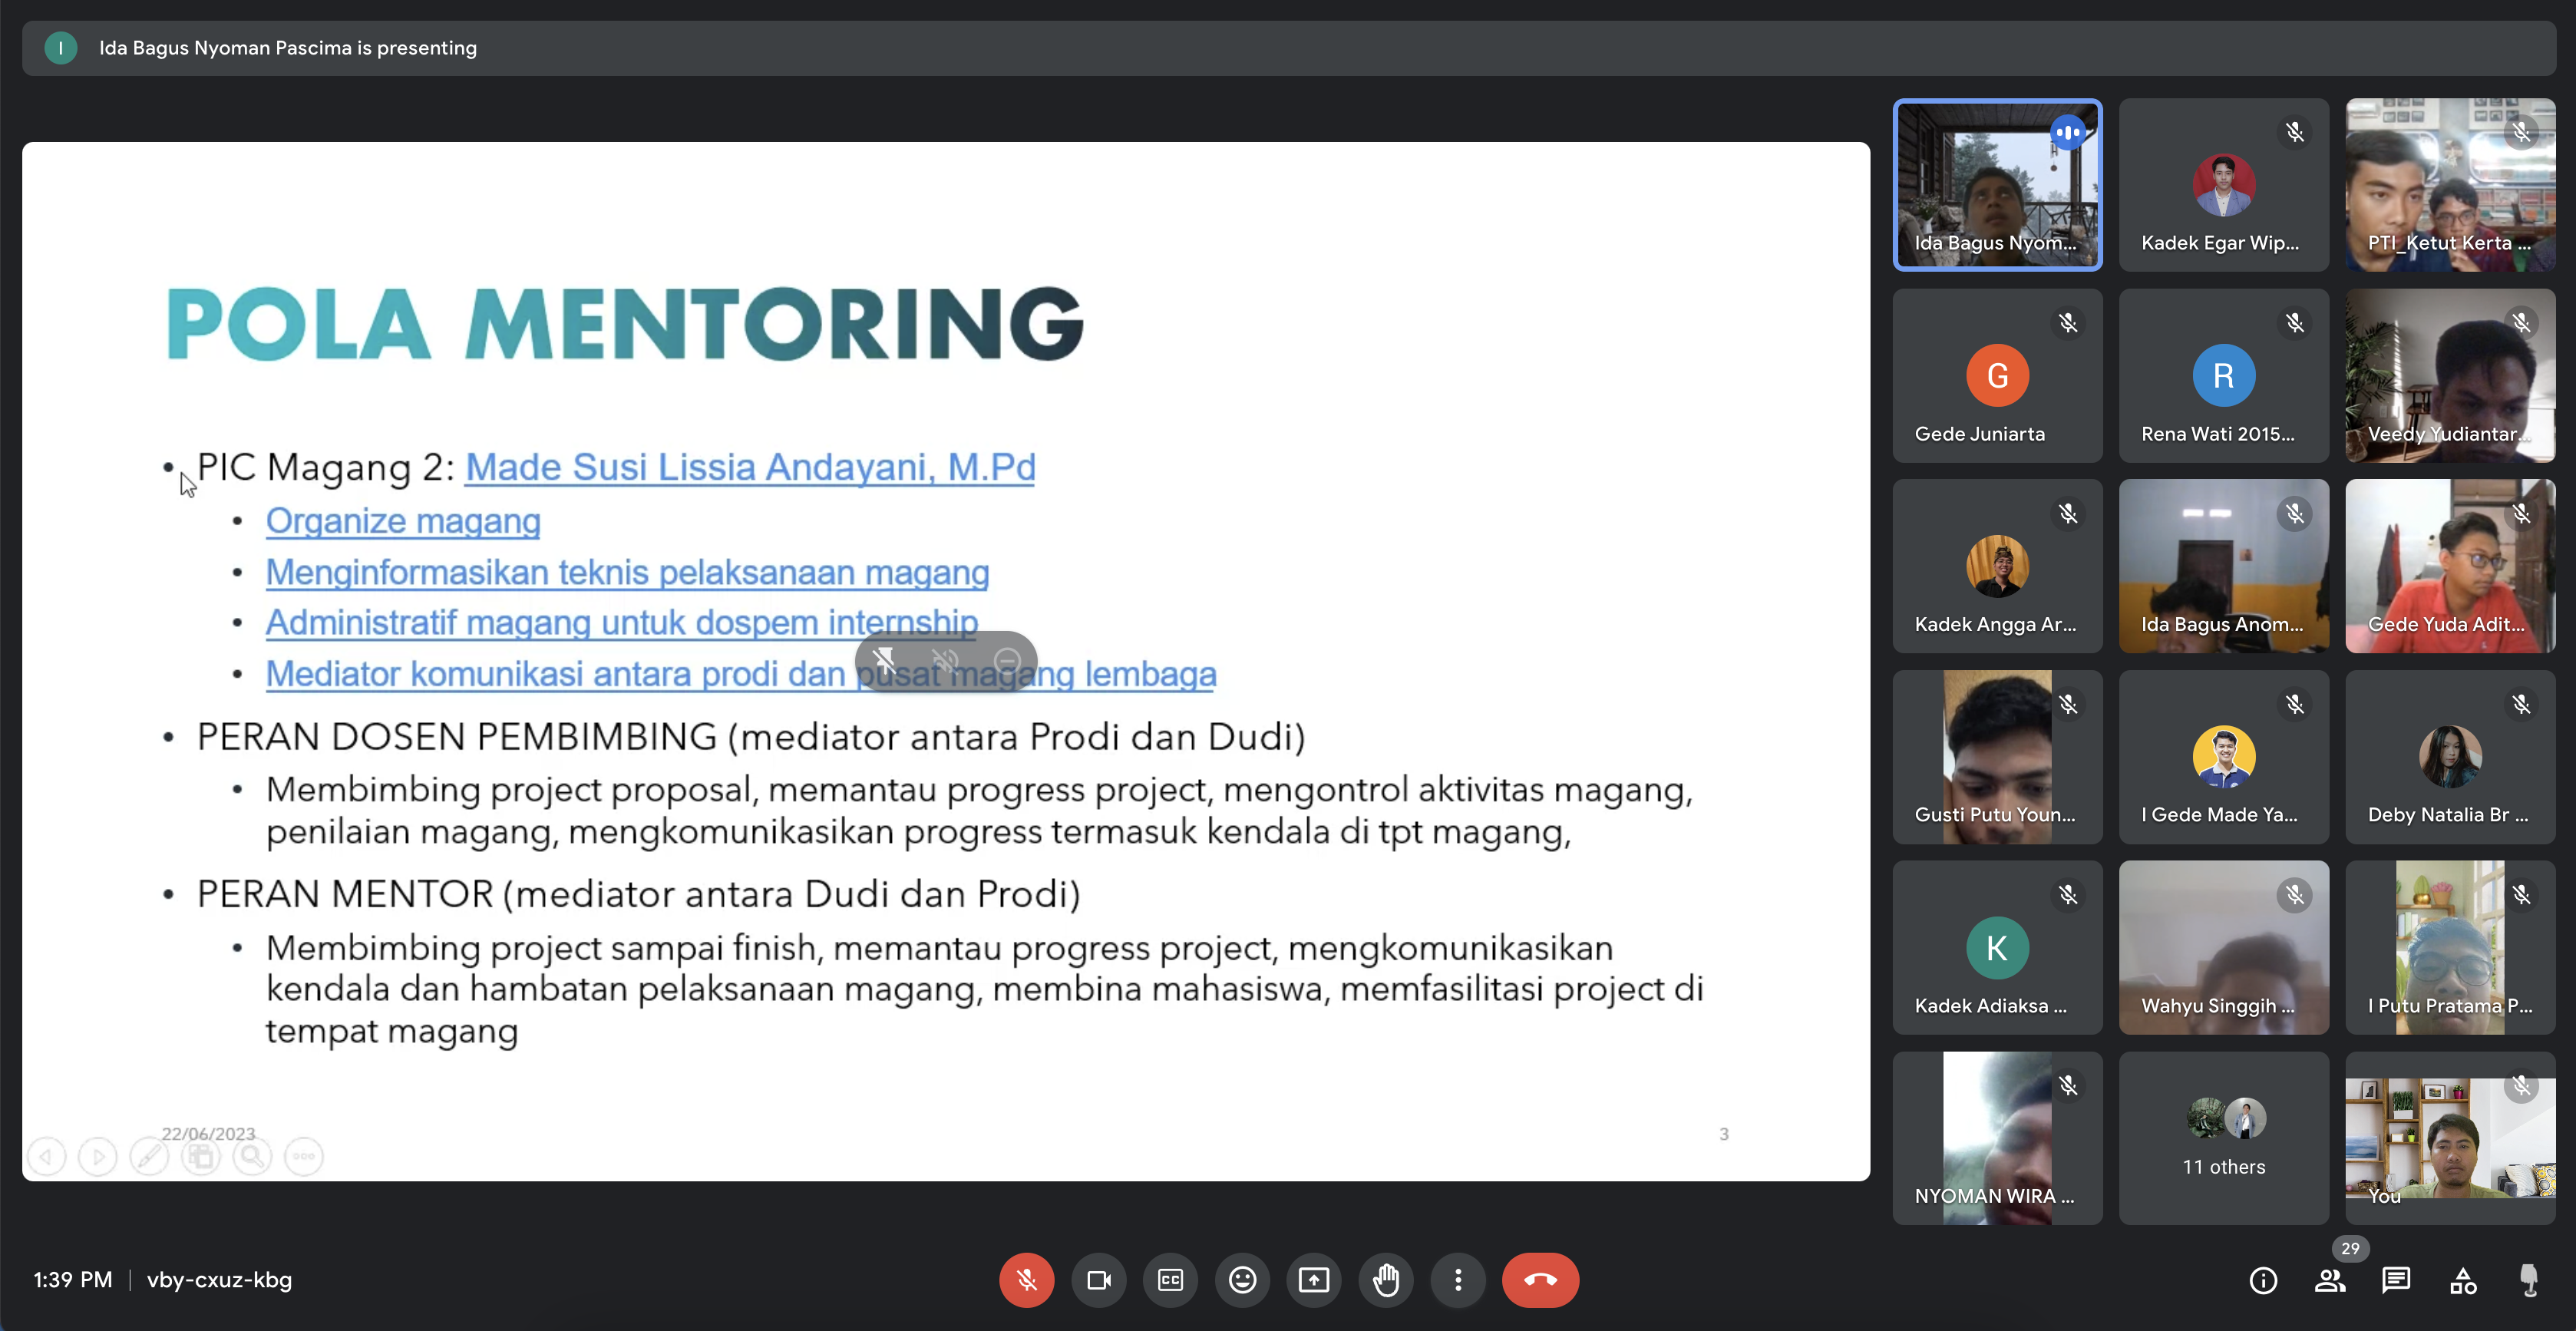 I
Ida Bagus Nyoman Pascima is presenting
POLA MENTORING
• PIC Magang 2: Made Susi Lissia Andayani, M.Pd
• Organize magang
• Menginformasikan teknis pelaksanaan magang
• Administratif magang untuk dospem internship
• Mediator komunikasi antara prodi dan pusat magang lembaga
• PERAN DOSEN PEMBIMBING (mediator antara Prodi dan Dudi)
• Membimbing project proposal, memantau progress project, mengontrol aktivitas magang,
penilaian magang, mengkomunikasikan progress termasuk kendala di tpt magang,
• PERAN MENTOR (mediator antara Dudi dan Prodi)
• Membimbing project sampai finish, memantau progress project, mengkomunikasikan
kendala dan hambatan pelaksanaan magang, membina mahasiswa, memfasilitasi project di
tempat magang
22/06/2023
3
Ida Bagus Nyom...
Kadek Egar Wip...
PTI_Ketut Kerta ...
G
Gede Juniarta
R
Rena Wati 2015...
Veedy Yudiantar...
Kadek Angga Ar...
Ida Bagus Anom...
Gede Yuda Adit...
Gusti Putu Youn...
I Gede Made Ya...
Deby Natalia Br ...
K
Kadek Adiaksa ...
Wahyu Singgih ...
I Putu Pratama P...
NYOMAN WIRA ...
11 others
You
1:39 PM | vby-cxuz-kbg
CC
29